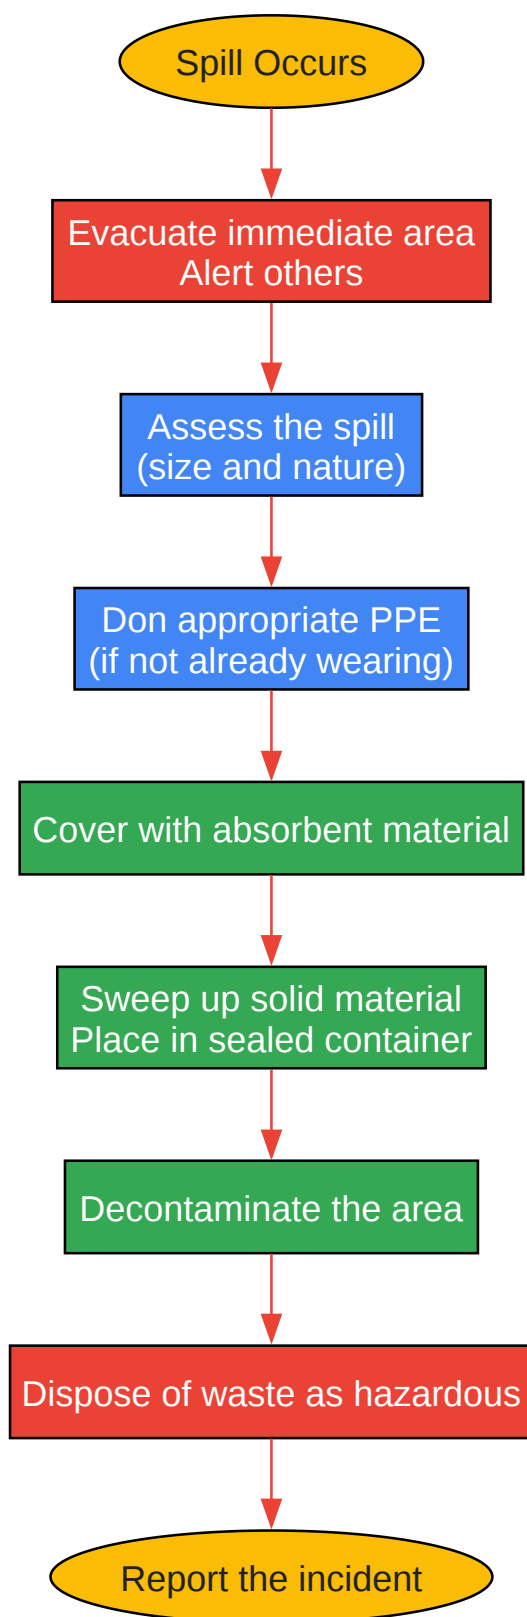 Spill Occurs
Evacuate immediate area
Alert others
Assess the spill
(size and nature)
Don appropriate PPE
(if not already wearing)
Cover with absorbent material
Sweep up solid material
Place in sealed container
Decontaminate the area
Dispose of waste as hazardous
Report the incident